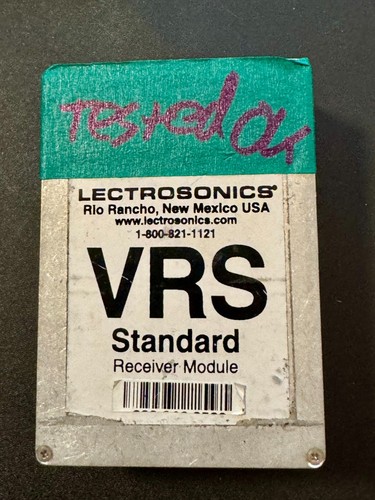 Tested OK
LECTROSONICS®
Rio Rancho, New Mexico USA
www.lectrosonics.com
1-800-821-1121
VRS
Standard
Receiver Module